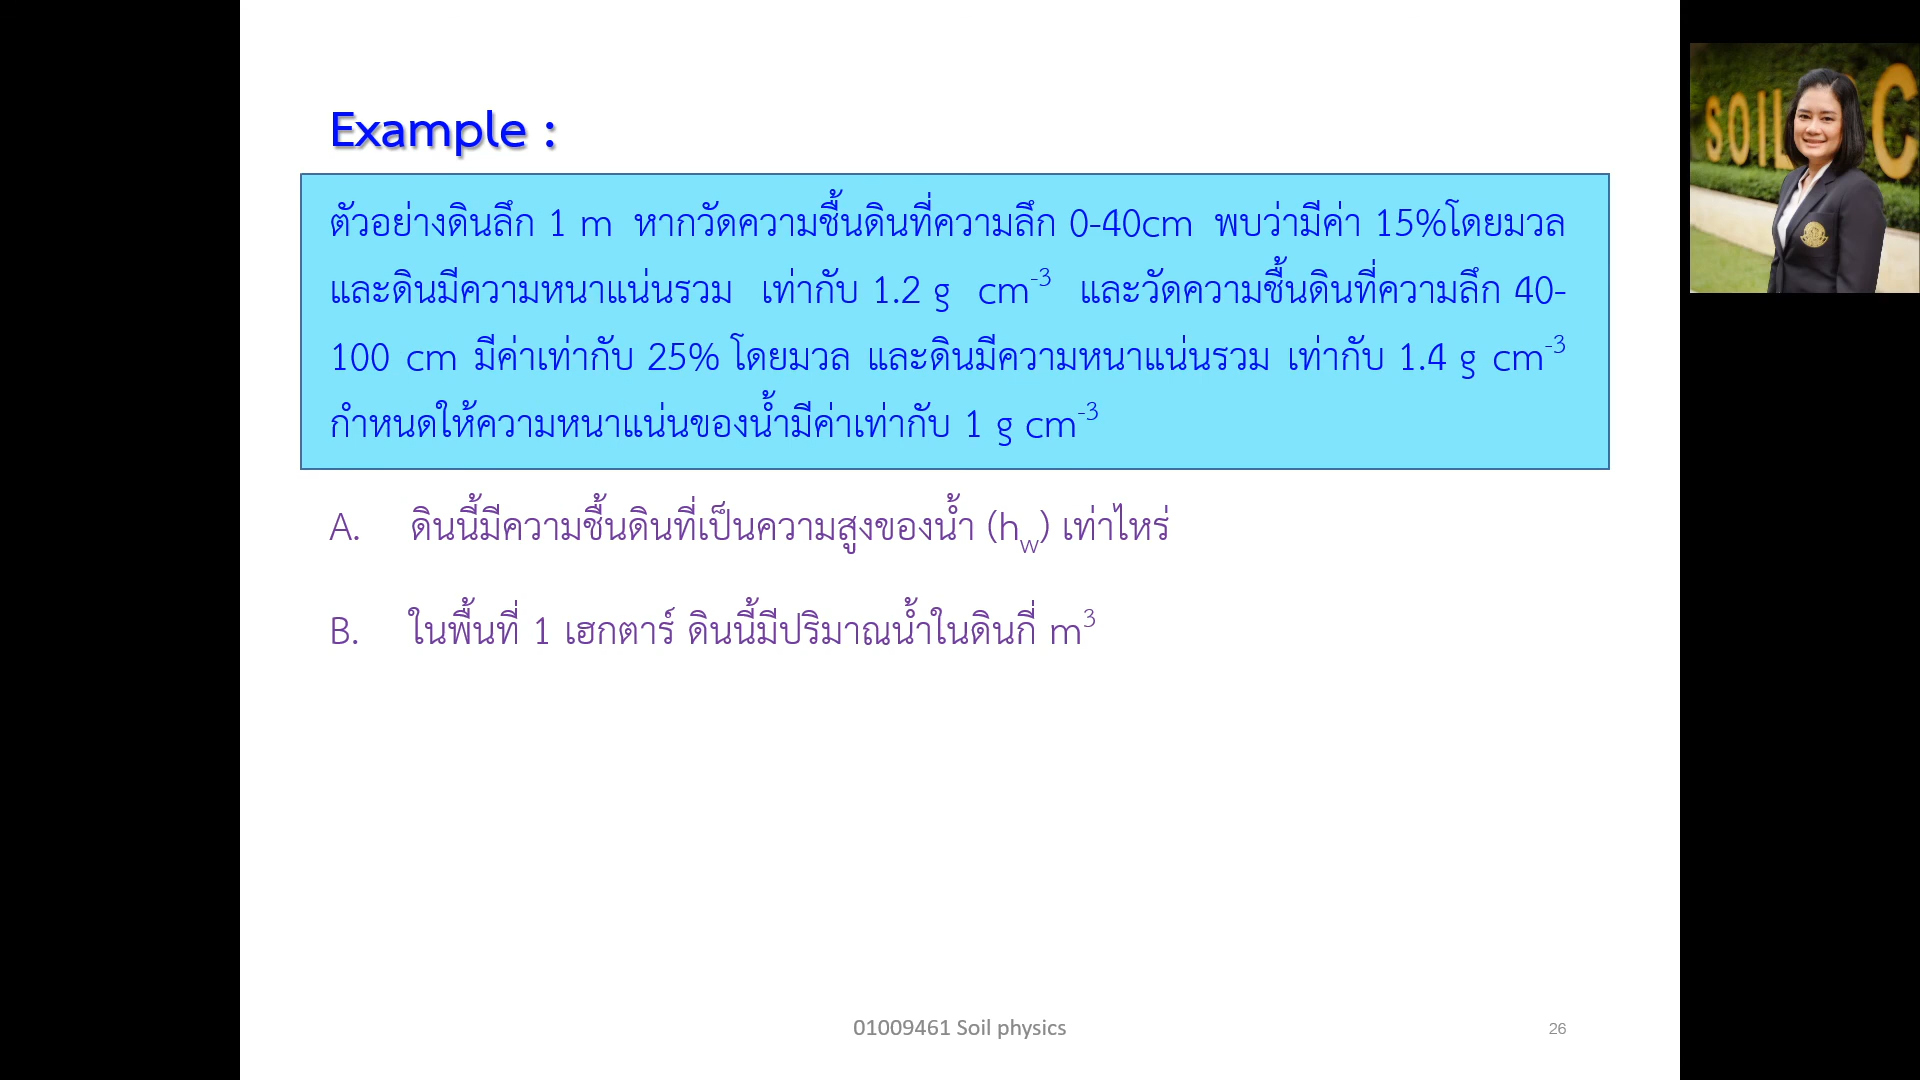 Example :
ตัวอย่างดินลึก 1 m หากวัดความชื้นดินที่ความลึก 0-40cm พบว่ามีค่า 15%โดยมวล
และดินมีความหนาแน่นรวม เท่ากับ 1.2 g cm⁻³ และวัดความชื้นดินที่ความลึก 40-
100 cm มีค่าเท่ากับ 25% โดยมวล และดินมีความหนาแน่นรวม เท่ากับ 1.4 g cm⁻³
กำหนดให้ความหนาแน่นของน้ำมีค่าเท่ากับ 1 g cm⁻³
A. ดินนี้มีความชื้นดินที่เป็นความสูงของน้ำ (hw) เท่าไหร่
B. ในพื้นที่ 1 เฮกตาร์ ดินนี้มีปริมาณน้ำในดินกี่ m³
01009461 Soil physics
26
SOIL
C